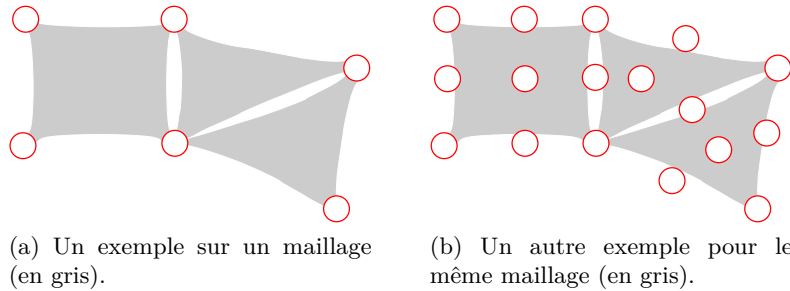 (a) Un exemple sur un maillage
(en gris).
(b) Un autre exemple pour le
même maillage (en gris).